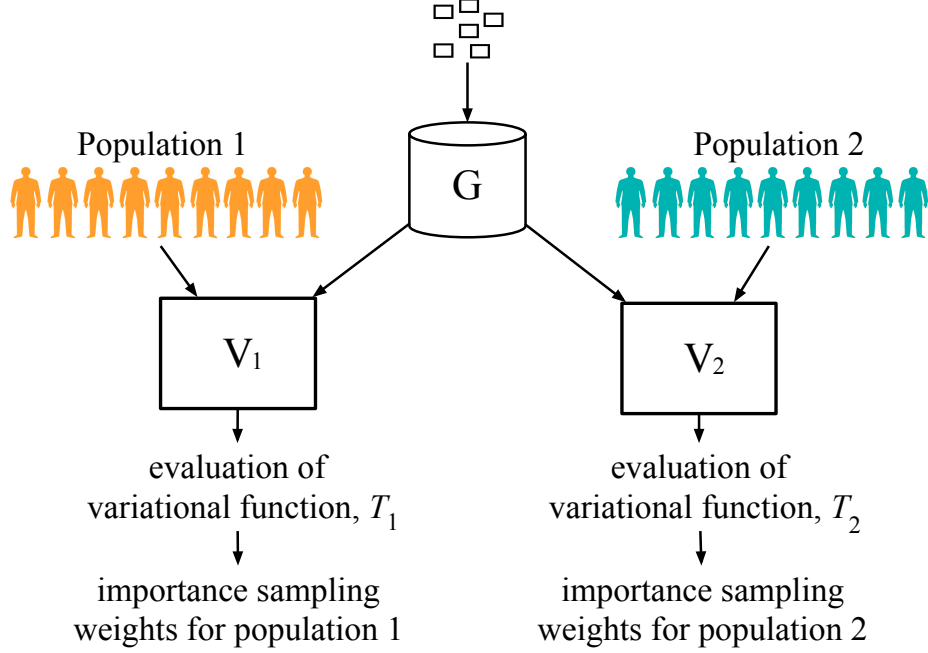 Population 1
G
Population 2
V1
V2
evaluation of
variational function, T1
evaluation of
variational function, T2
importance sampling
weights for population 1
importance sampling
weights for population 2